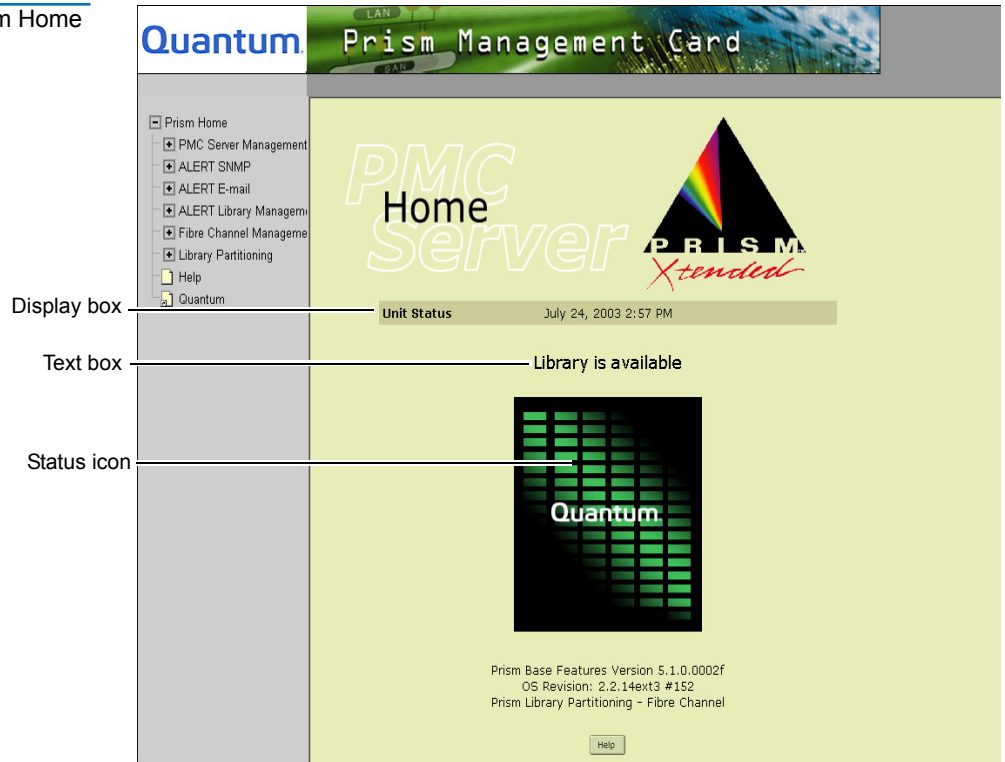 m Home
Quantum
LAN
Prism Management Card
SAN
Prism Home
PMC Server Management
ALERT SNMP
ALERT E-mail
ALERT Library Managem
Fibre Channel Manageme
Library Partitioning
Help
Quantum
PMC
Server
Home
PRISM
Xtended
Display box
Unit Status July 24, 2003 2:57 PM
Text box
Library is available
Status icon
Quantum
Prism Base Features Version 5.1.0.0002f
OS Revision: 2.2.14ext3 #152
Prism Library Partitioning - Fibre Channel
Help